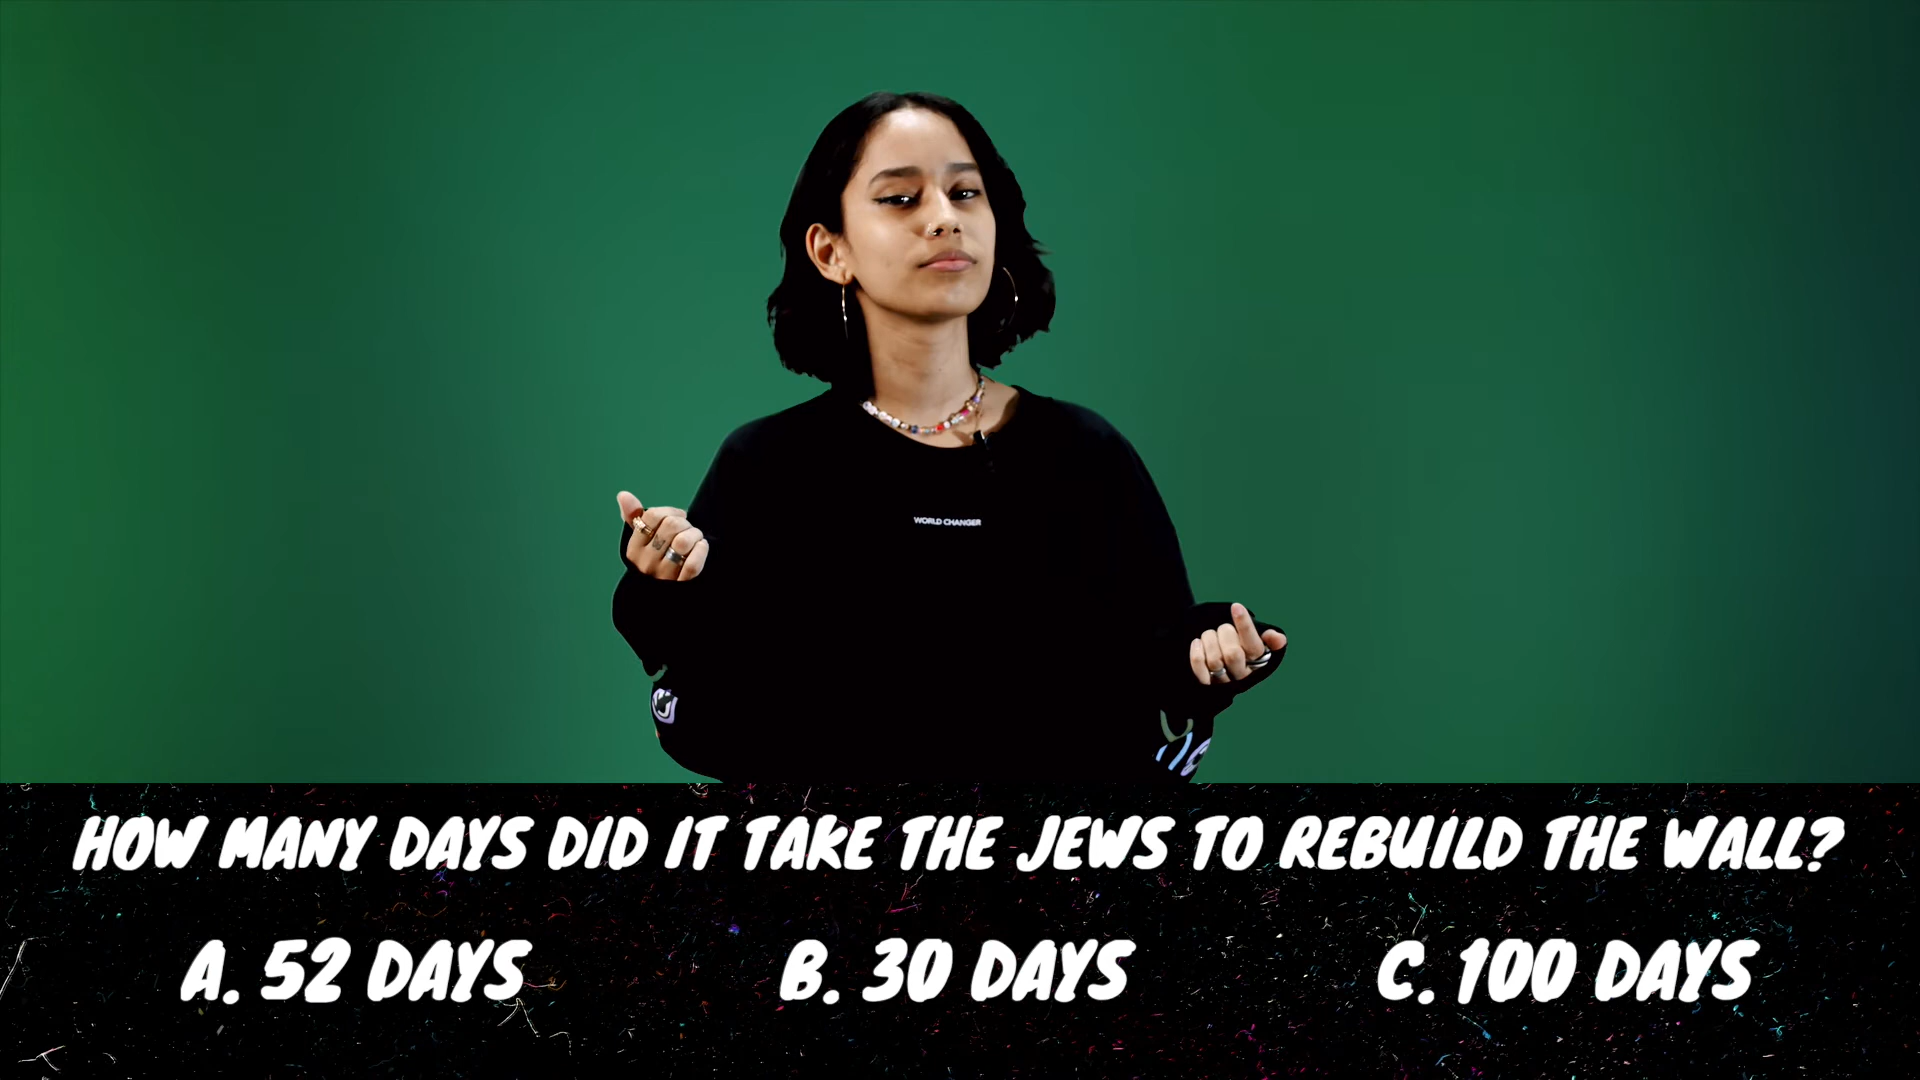 WORLD CHANGER
HOW MANY DAYS DID IT TAKE THE JEWS TO REBUILD THE WALL?
A. 52 DAYS
B. 30 DAYS
C. 100 DAYS